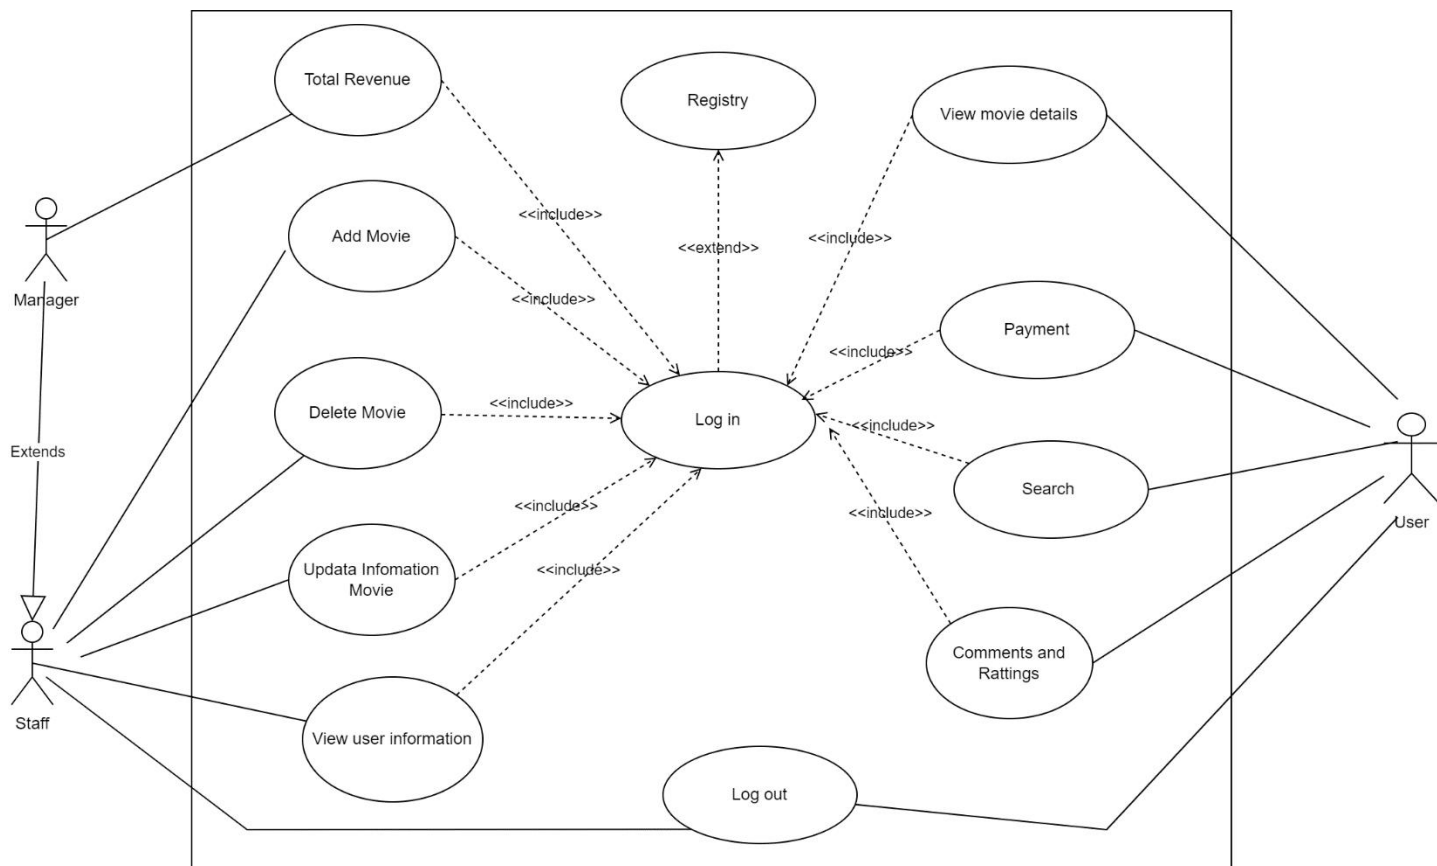 Total Revenue
Registry
View movie details
<<include>>
<<include>>
Add Movie
<<extend>>
Manager
<<include>>
Payment
<<include>>
Delete Movie
<<include>>
Log in
<<include>>
Extends
Search
<<include>>
<<include>>
User
Updata Infomation
Movie
<<include>>
Comments and
Rattings
Staff
View user information
Log out